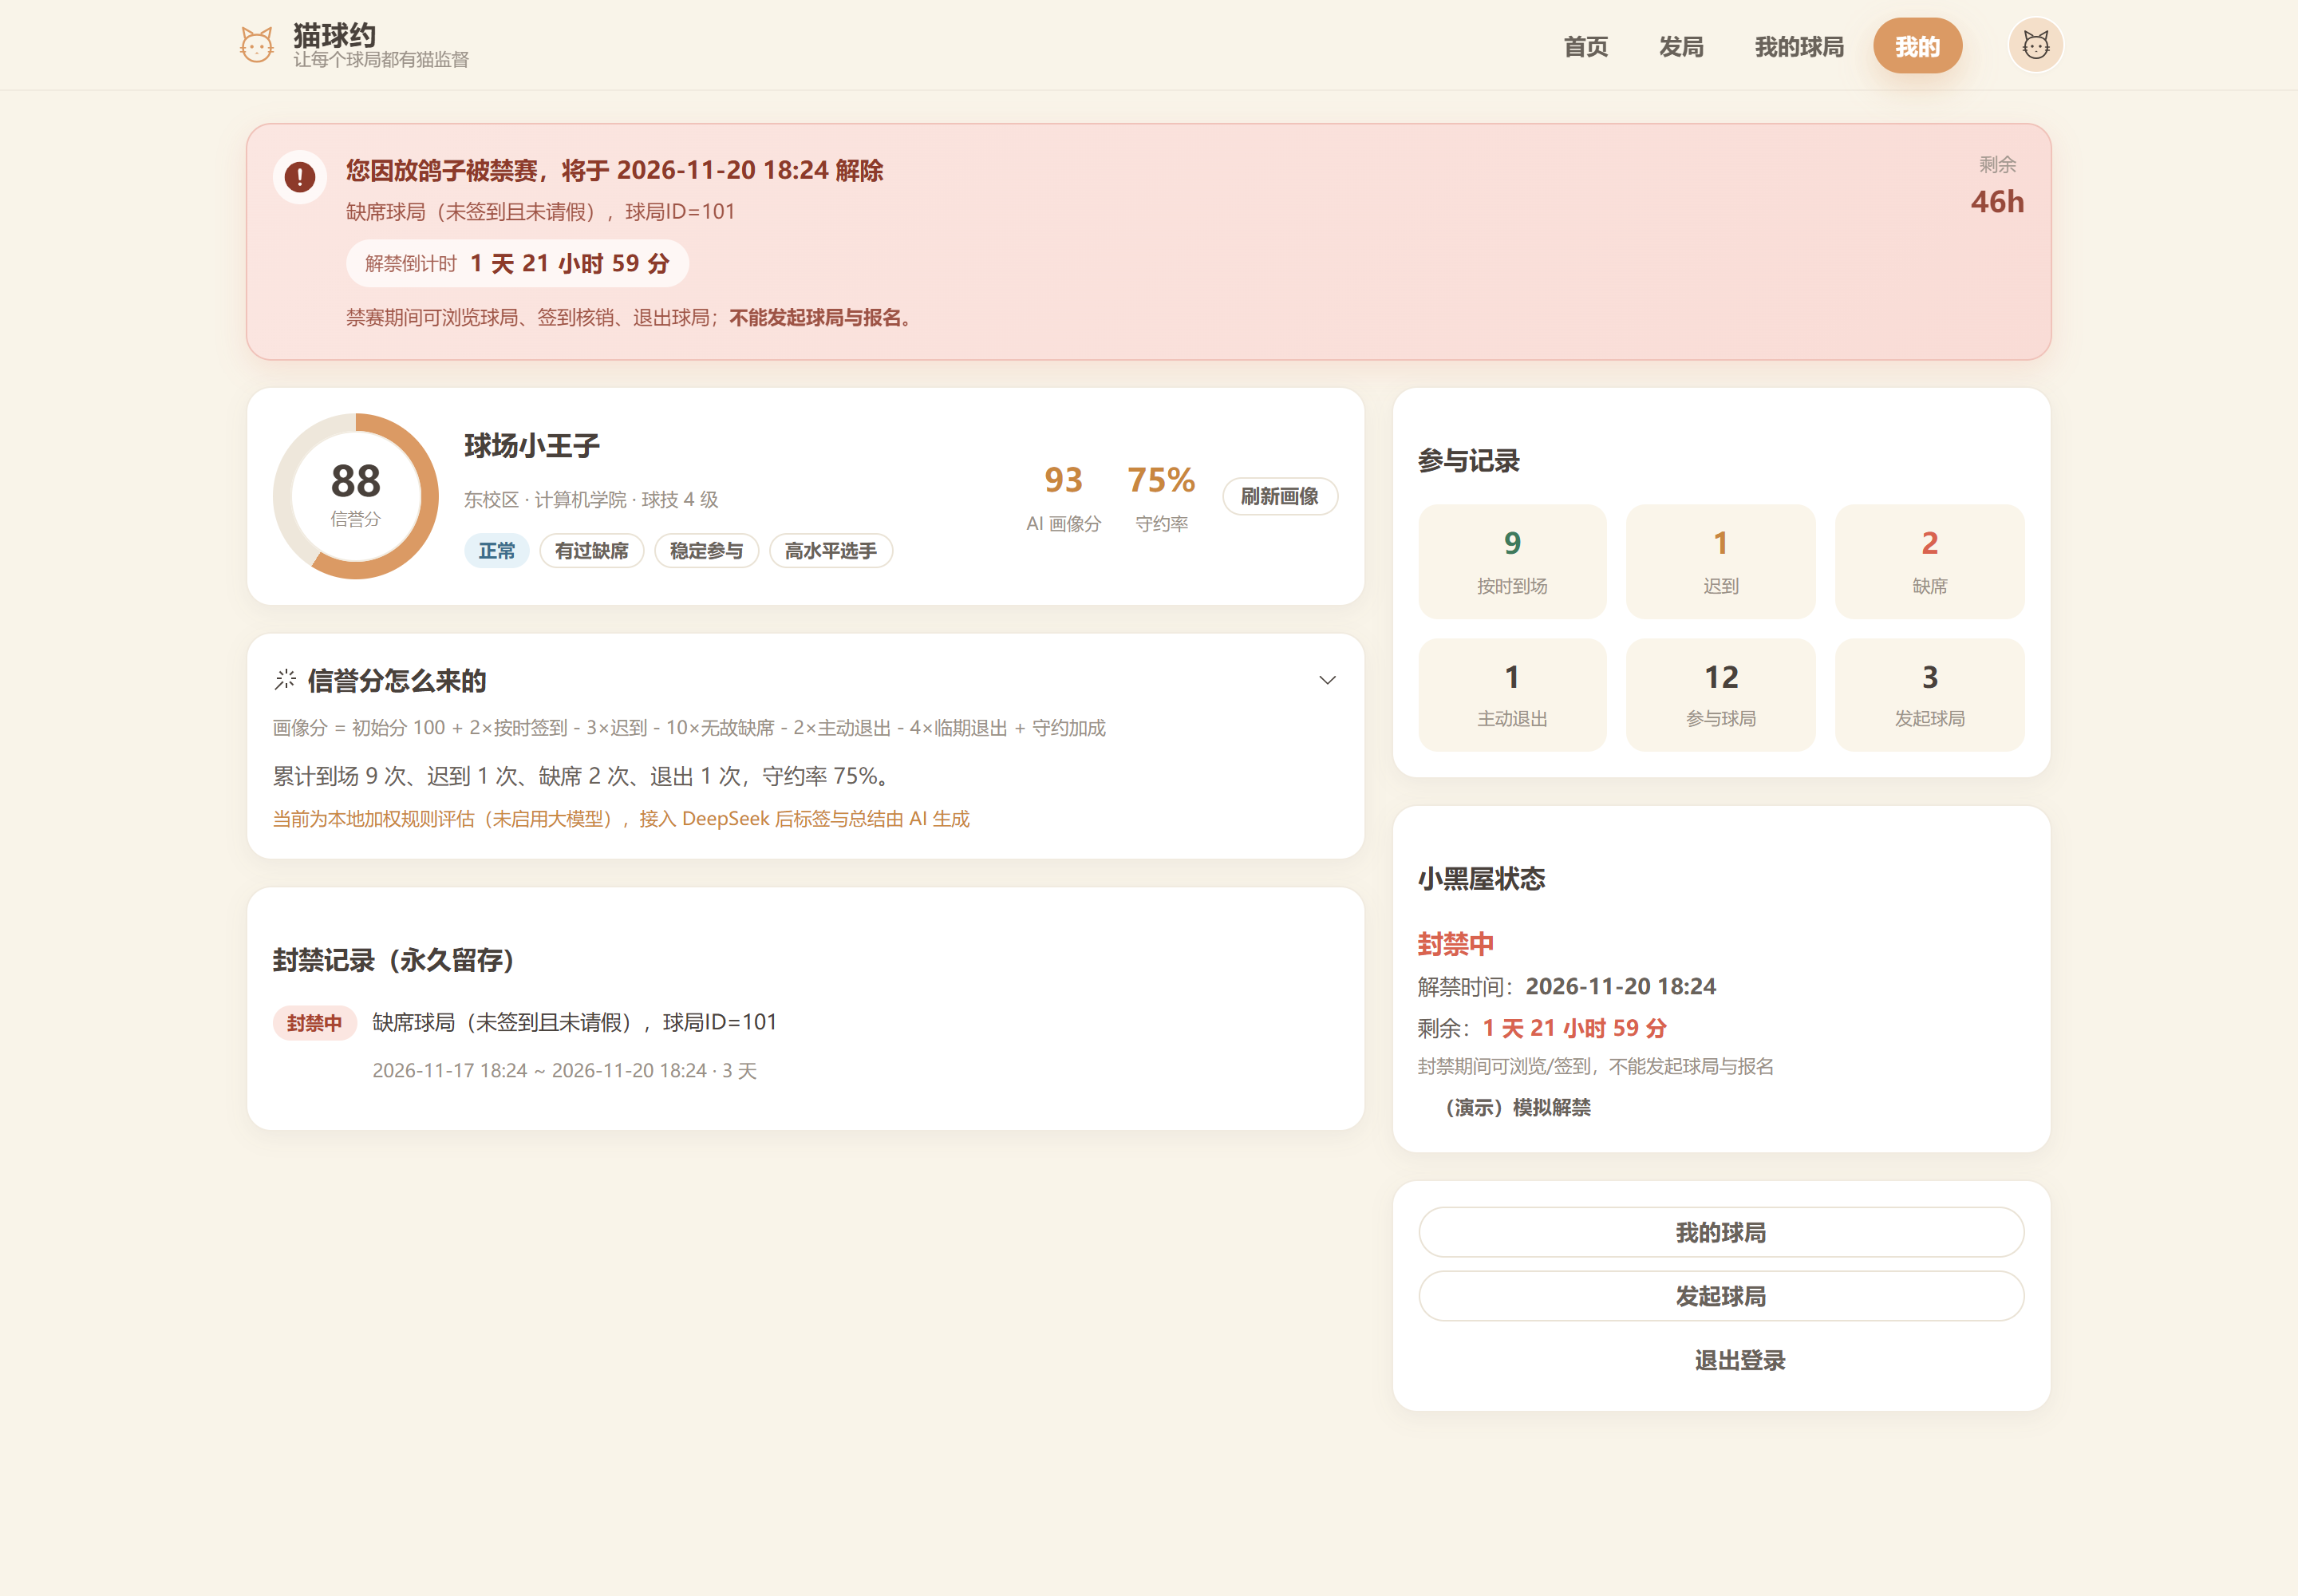 猫球约
让每个球局都有猫监督
首页
发局
我的球局
我的
您因放鸽子被禁赛，将于 2026-11-20 18:24 解除
缺席球局（未签到且未请假），球局ID=101
解禁倒计时 1 天 21 小时 59 分
禁赛期间可浏览球局、签到核销、退出球局；不能发起球局与报名。
剩余
46h
88
信誉分
球场小王子
东校区 · 计算机学院 · 球技 4 级
正常
有过缺席
稳定参与
高水平选手
93
AI 画像分
75%
守约率
刷新画像
信誉分怎么来的
画像分 = 初始分 100 + 2×按时签到 - 3×迟到 - 10×无故缺席 - 2×主动退出 - 4×临期退出 + 守约加成
累计到场 9 次、迟到 1 次、缺席 2 次、退出 1 次，守约率 75%。
当前为本地加权规则评估（未启用大模型），接入 DeepSeek 后标签与总结由 AI 生成
封禁记录（永久留存）
封禁中
缺席球局（未签到且未请假），球局ID=101
2026-11-17 18:24 ~ 2026-11-20 18:24 · 3 天
参与记录
9
按时到场
1
迟到
2
缺席
1
主动退出
12
参与球局
3
发起球局
小黑屋状态
封禁中
解禁时间：2026-11-20 18:24
剩余：1 天 21 小时 59 分
封禁期间可浏览/签到，不能发起球局与报名
（演示）模拟解禁
我的球局
发起球局
退出登录